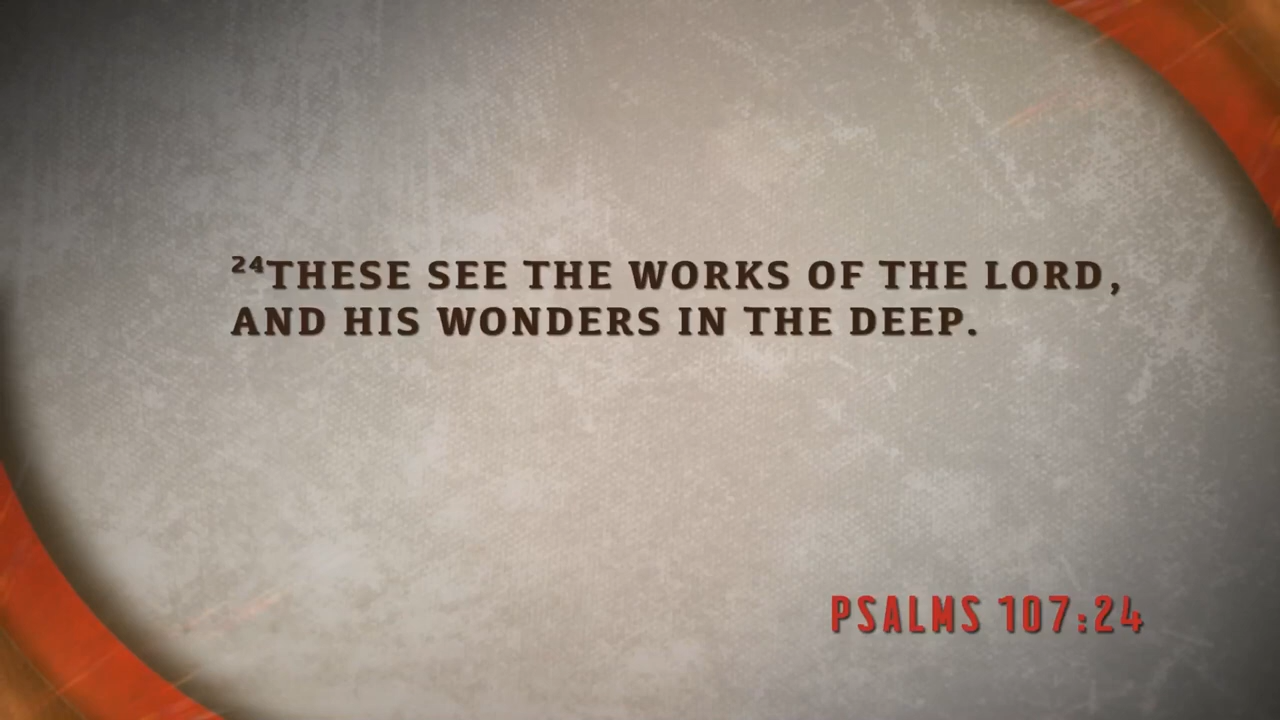 ²⁴THESE SEE THE WORKS OF THE LORD,
AND HIS WONDERS IN THE DEEP.
PSALMS 107:24